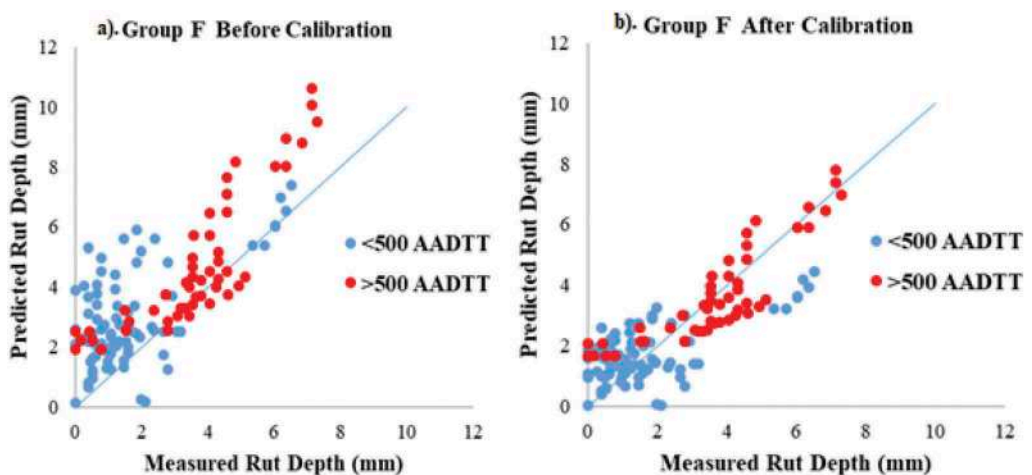 a). Group F Before Calibration
Predicted Rut Depth (mm)
12
10
8
6
4
2
0
0 2 4 6 8 10 12
Measured Rut Depth (mm)
<500 AADTT
>500 AADTT
b). Group F After Calibration
Predicted Rut Depth (mm)
12
10
8
6
4
2
0
0 2 4 6 8 10 12
Measured Rut Depth (mm)
<500 AADTT
>500 AADTT